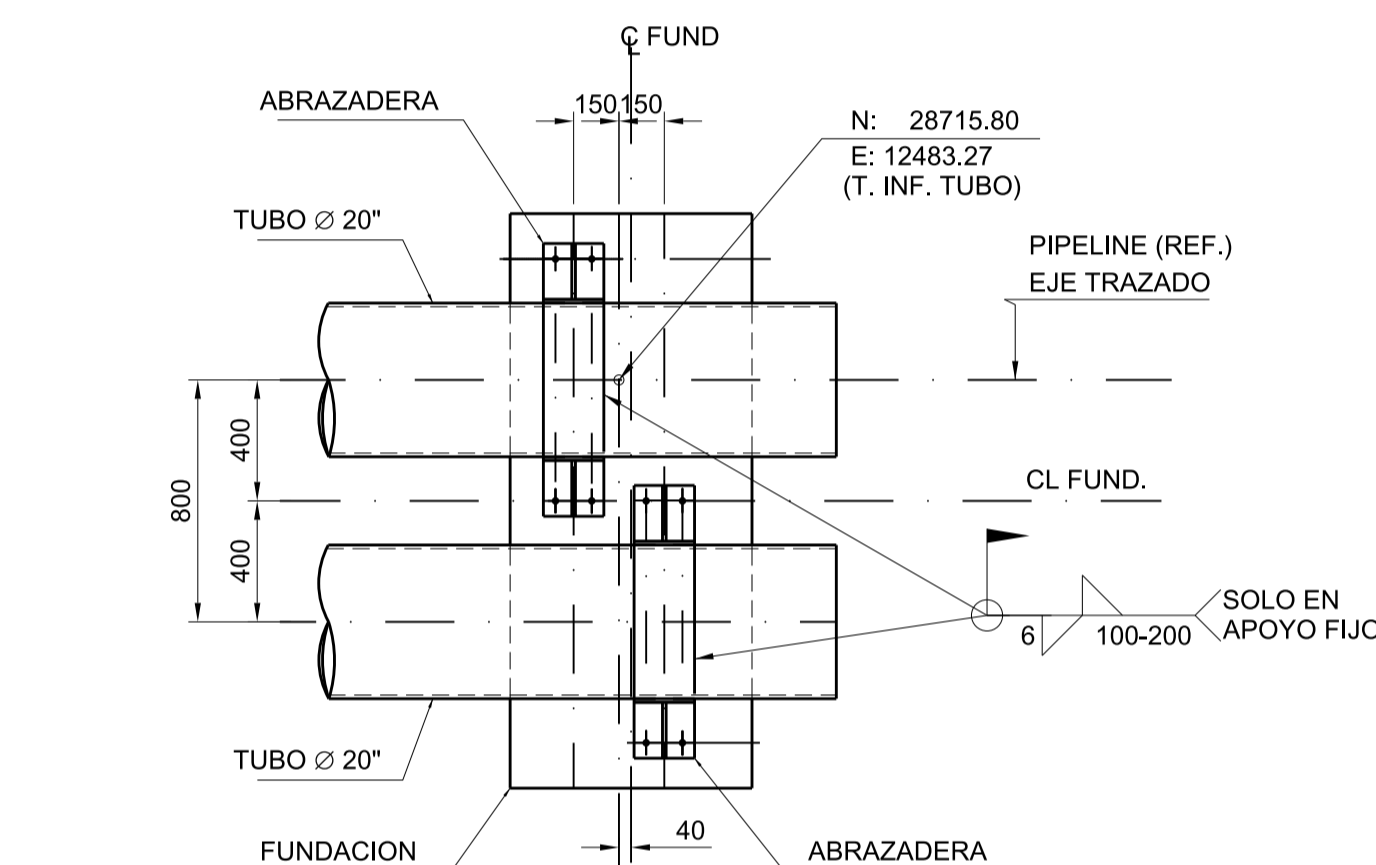 ℄ FUND
ABRAZADERA
150 150
N: 28715.80
E: 12483.27
(T. INF. TUBO)
TUBO Ø 20"
PIPELINE (REF.)
EJE TRAZADO
400
800
CL FUND.
400
6
100-200
SOLO EN
APOYO FIJO
TUBO Ø 20"
40
FUNDACION
ABRAZADERA